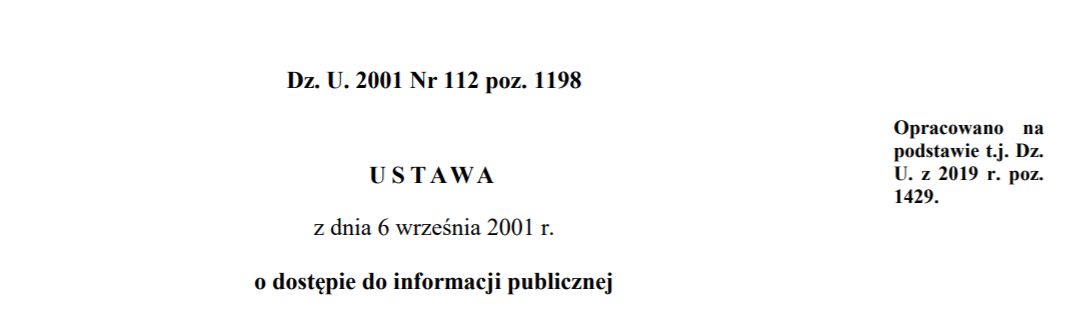 Dz. U. 2001 Nr 112 poz. 1198
Opracowano na
podstawie t.j. Dz.
U. z 2019 r. poz.
1429.
U S T A W A
z dnia 6 września 2001 r.
o dostępie do informacji publicznej